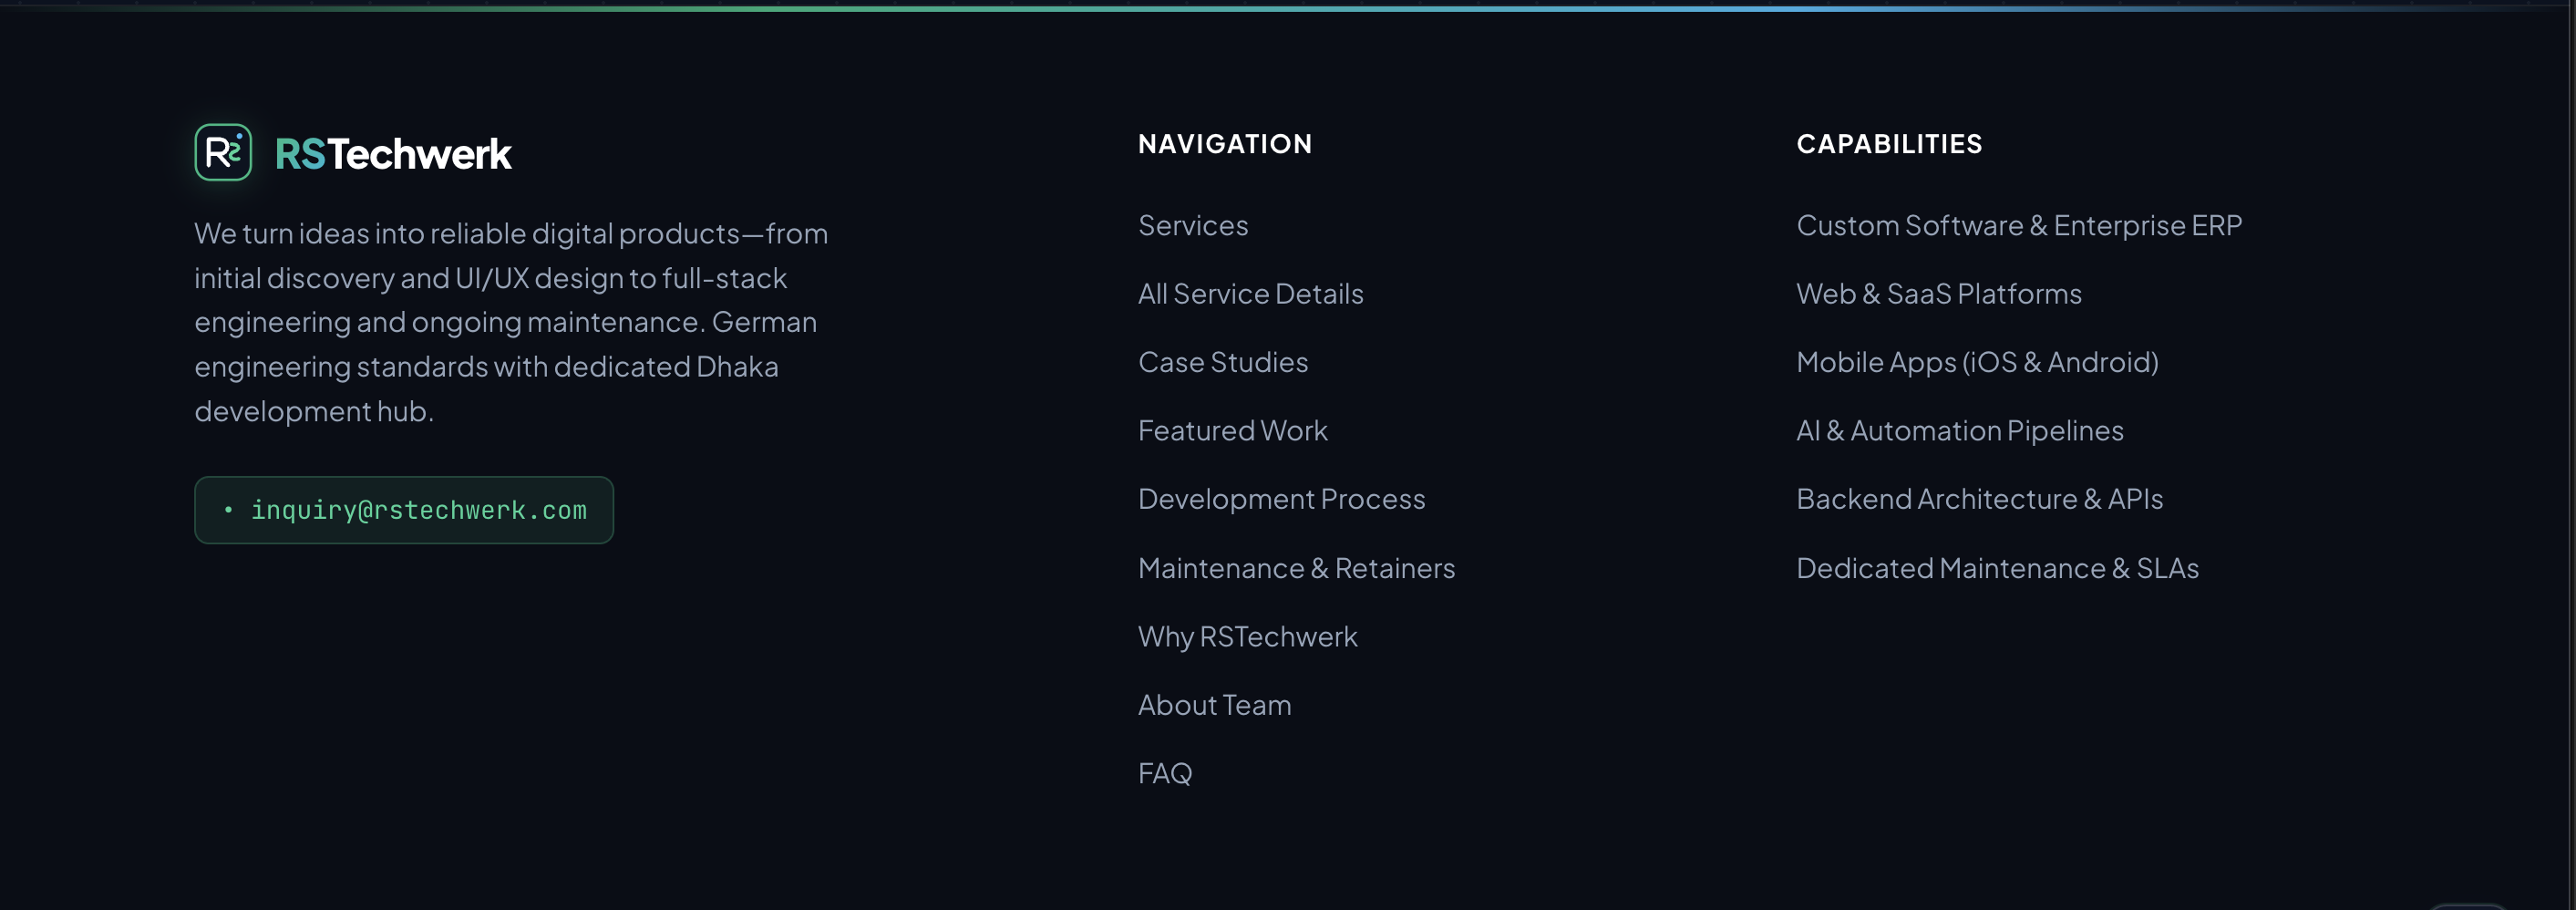 RSTechwerk
We turn ideas into reliable digital products—from
initial discovery and UI/UX design to full-stack
engineering and ongoing maintenance. German
engineering standards with dedicated Dhaka
development hub.
• inquiry@rstechwerk.com
NAVIGATION
Services
All Service Details
Case Studies
Featured Work
Development Process
Maintenance & Retainers
Why RSTechwerk
About Team
FAQ
CAPABILITIES
Custom Software & Enterprise ERP
Web & SaaS Platforms
Mobile Apps (iOS & Android)
AI & Automation Pipelines
Backend Architecture & APIs
Dedicated Maintenance & SLAs